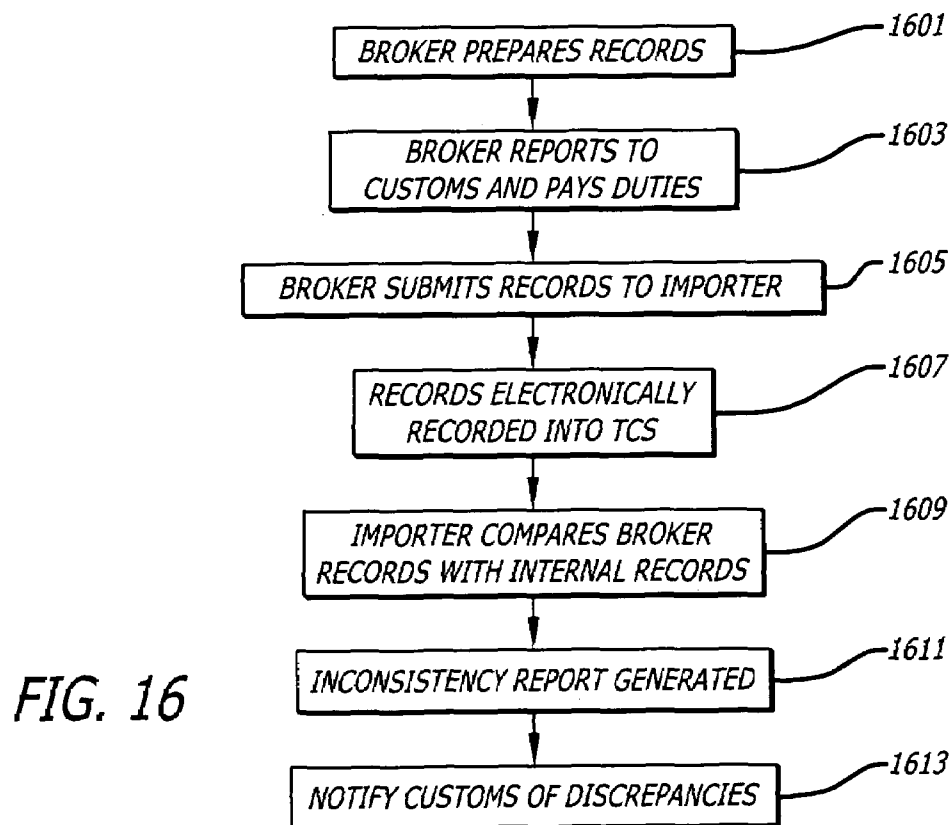 1601
BROKER PREPARES RECORDS
1603
BROKER REPORTS TO
CUSTOMS AND PAYS DUTIES
1605
BROKER SUBMITS RECORDS TO IMPORTER
1607
RECORDS ELECTRONICALLY
RECORDED INTO TCS
1609
IMPORTER COMPARES BROKER
RECORDS WITH INTERNAL RECORDS
1611
INCONSISTENCY REPORT GENERATED
FIG. 16
1613
NOTIFY CUSTOMS OF DISCREPANCIES